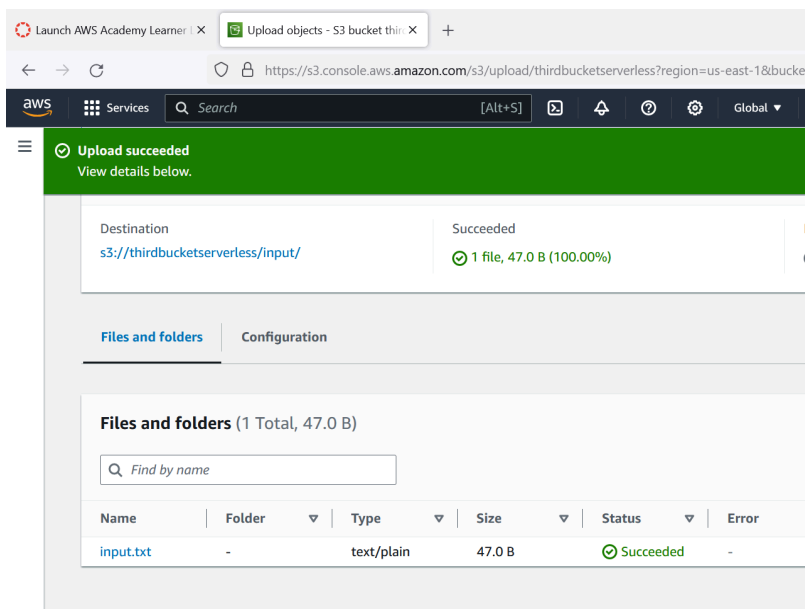 Launch AWS Academy Learner
Upload objects - S3 bucket thir
https://s3.console.aws.amazon.com/s3/upload/thirdbucketserverless?region=us-east-1&bucke
aws
Services
Search
[Alt+S]
Global
Upload succeeded
View details below.
Destination
s3://thirdbucketserverless/input/
Succeeded
1 file, 47.0 B (100.00%)
Files and folders
Configuration
Files and folders (1 Total, 47.0 B)
Find by name
Name Folder Type Size Status Error
input.txt - text/plain 47.0 B Succeeded -